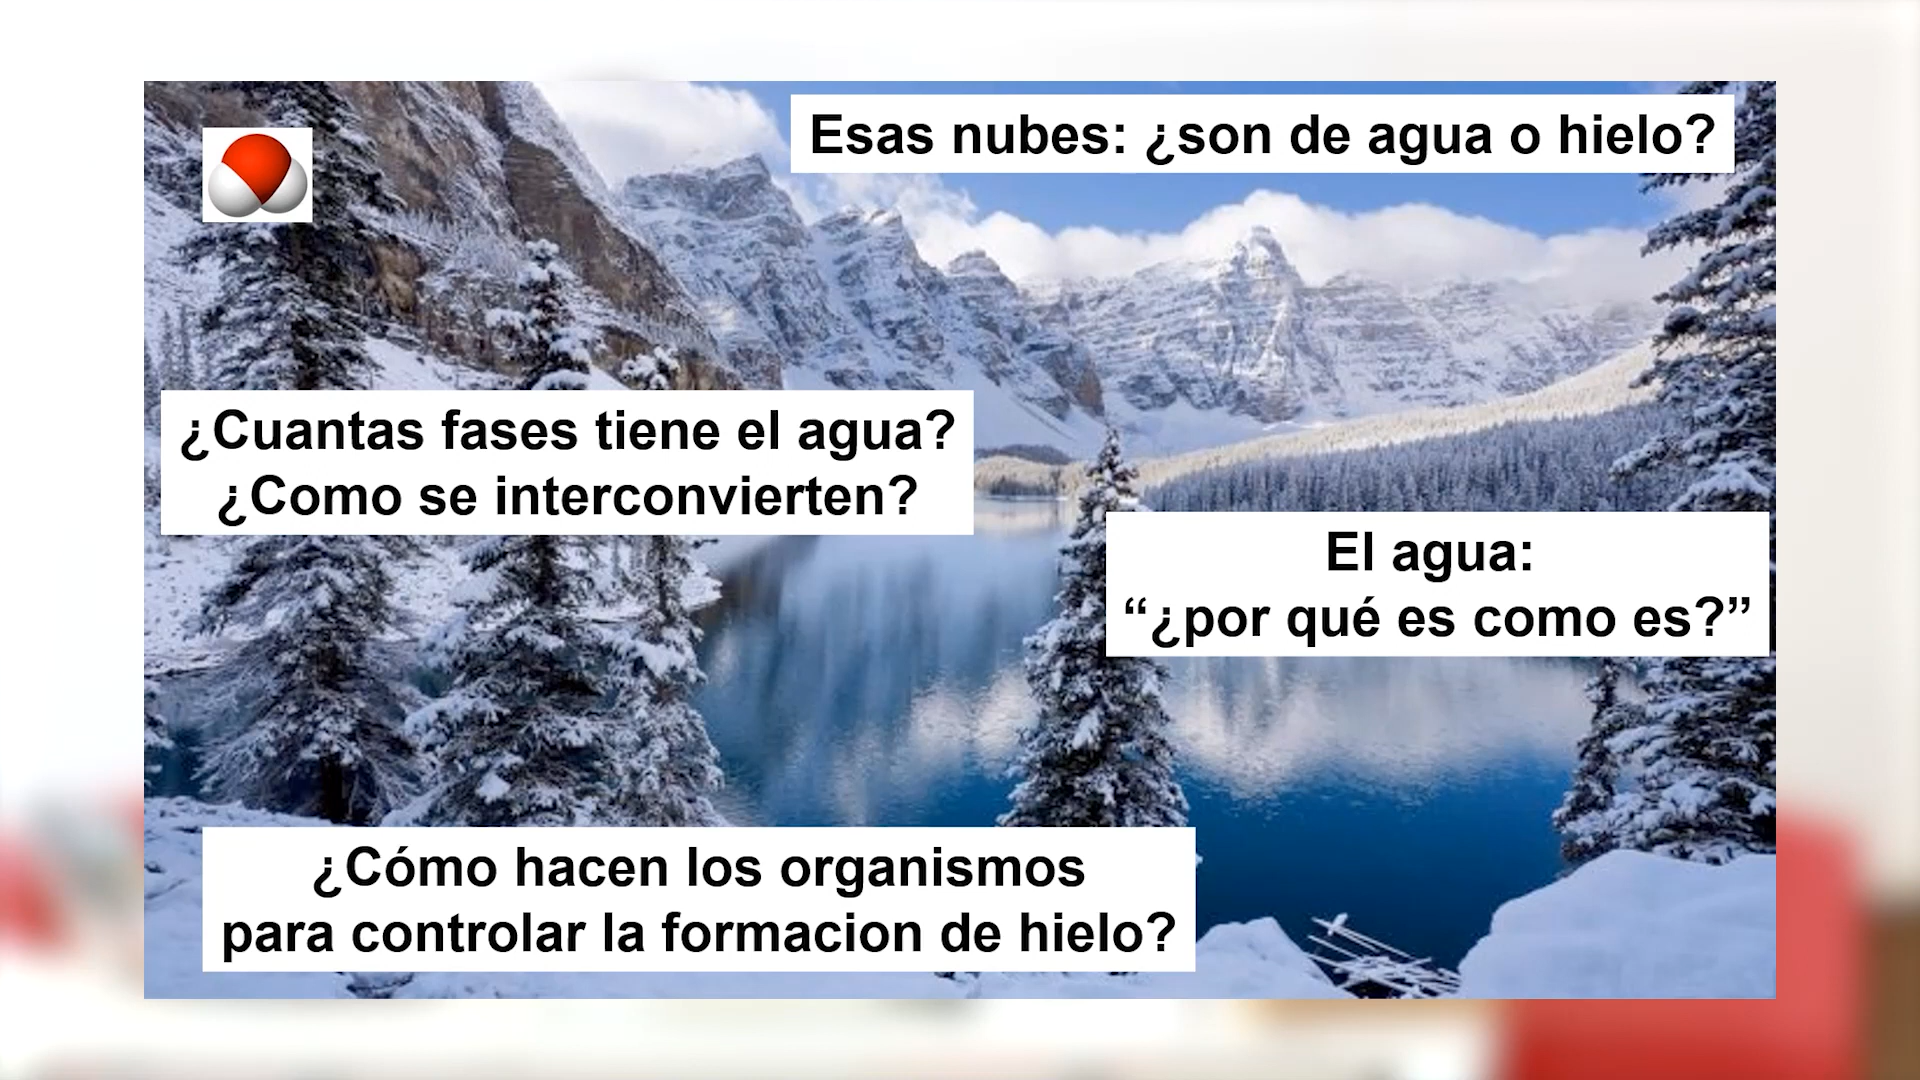 Esas nubes: ¿son de agua o hielo?
¿Cuantas fases tiene el agua?
¿Como se interconvierten?
El agua:
“¿por qué es como es?”
¿Cómo hacen los organismos
para controlar la formacion de hielo?